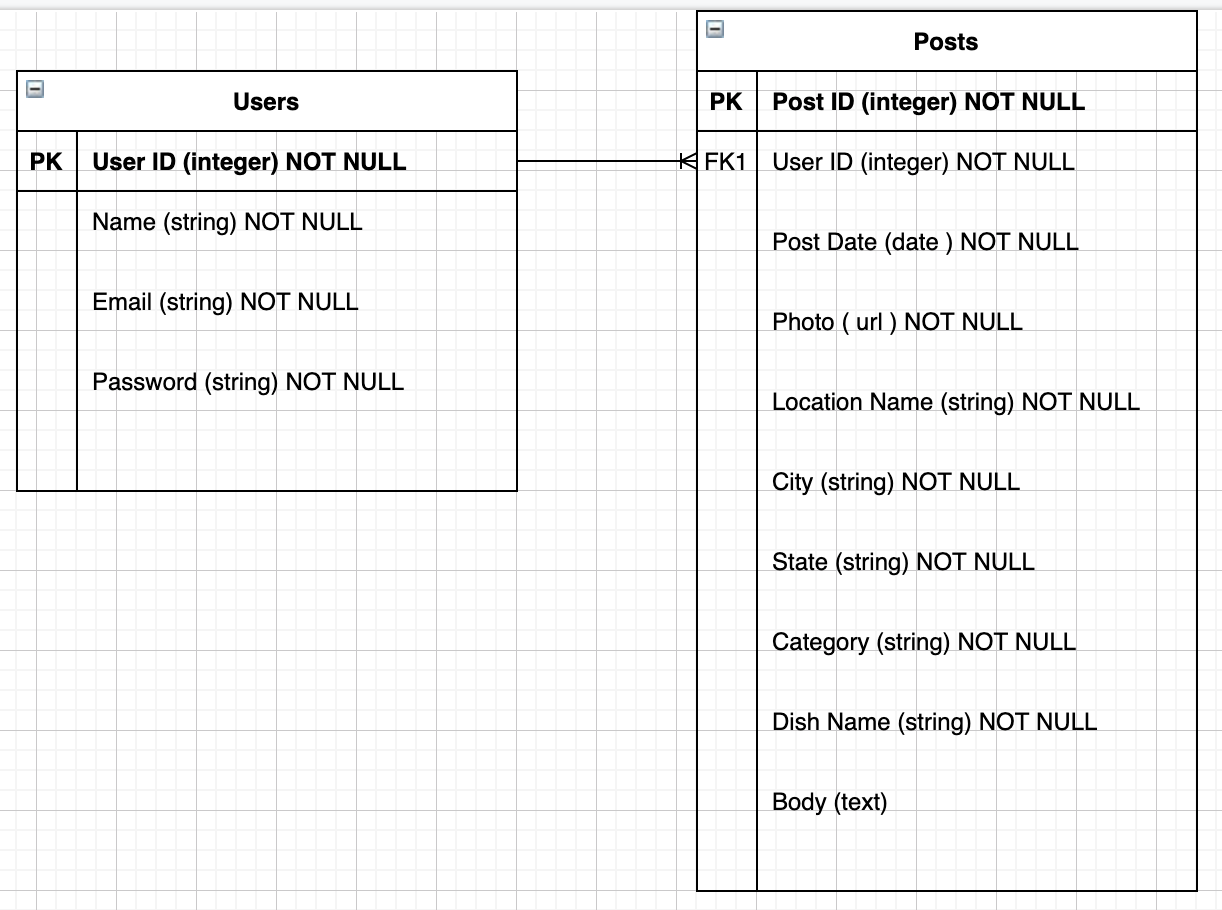 Users
PK User ID (integer) NOT NULL
Name (string) NOT NULL
Email (string) NOT NULL
Password (string) NOT NULL
Posts
PK Post ID (integer) NOT NULL
FK1 User ID (integer) NOT NULL
Post Date (date ) NOT NULL
Photo ( url ) NOT NULL
Location Name (string) NOT NULL
City (string) NOT NULL
State (string) NOT NULL
Category (string) NOT NULL
Dish Name (string) NOT NULL
Body (text)